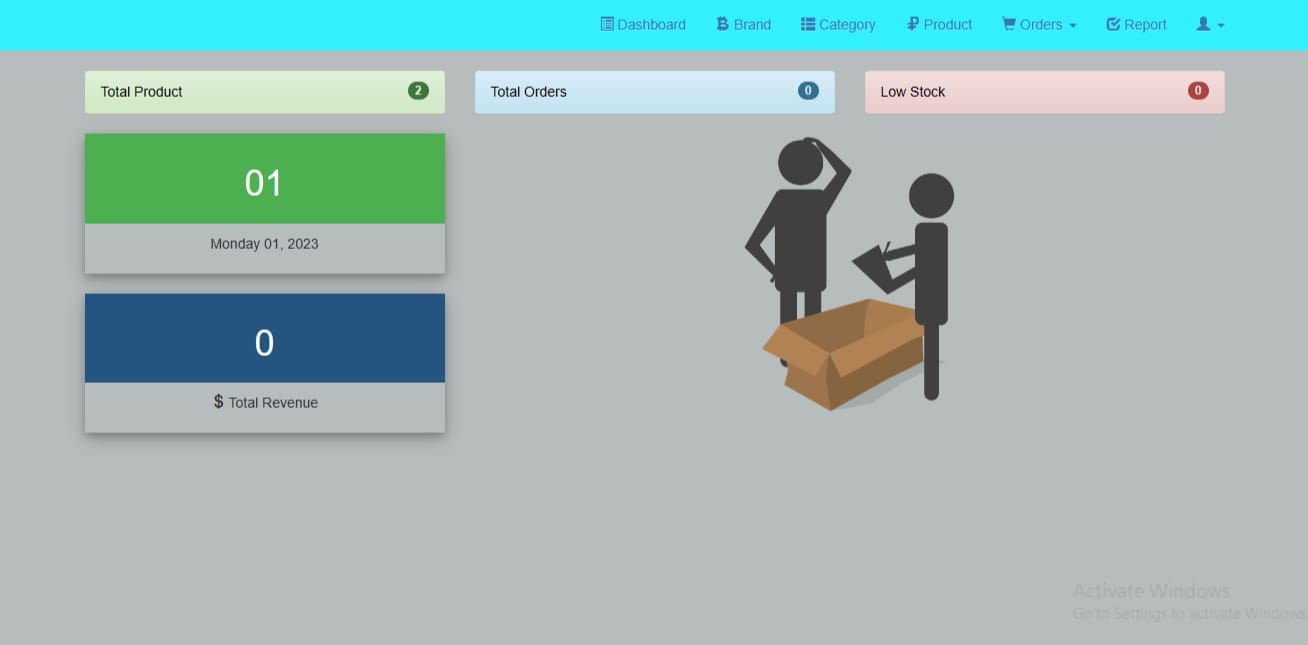 Dashboard Brand Category Product Orders Report
Total Product 2 Total Orders 0 Low Stock 0
01
Monday 01, 2023
0
$ Total Revenue
Activate Windows
Go to Settings to activate Windows.